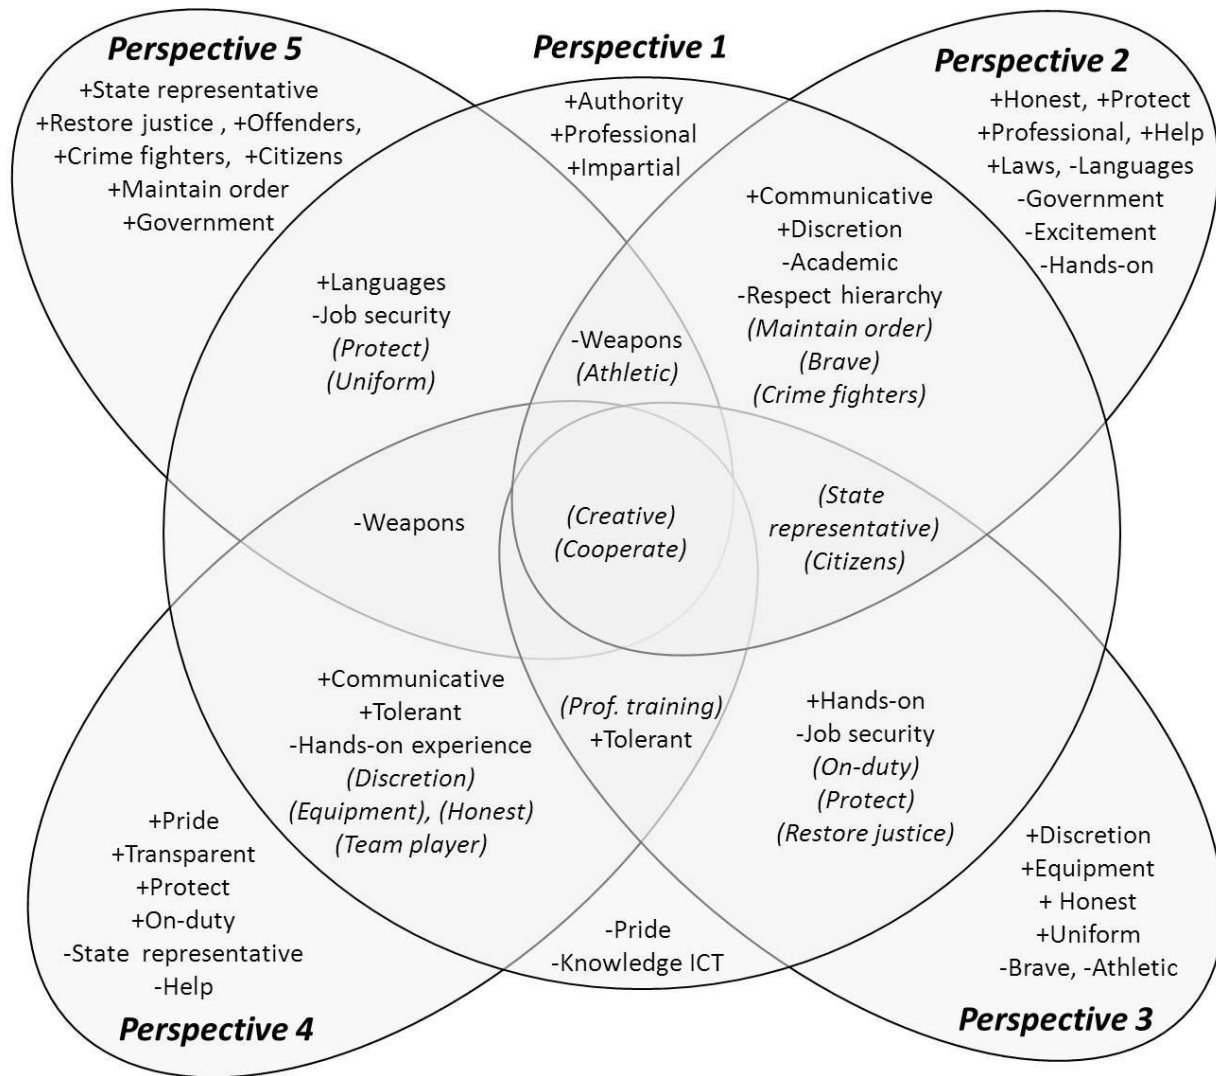 Perspective 5
+State representative
+Restore justice , +Offenders,
+Crime fighters, +Citizens
+Maintain order
+Government
Perspective 1
+Authority
+Professional
+Impartial
Perspective 2
+Honest, +Protect
+Professional, +Help
+Laws, -Languages
-Government
-Excitement
-Hands-on
+Languages
-Job security
(Protect)
(Uniform)
-Weapons
(Athletic)
+Communicative
+Discretion
-Academic
-Respect hierarchy
(Maintain order)
(Brave)
(Crime fighters)
-Weapons
(Creative)
(Cooperate)
(State
representative)
(Citizens)
+Communicative
+Tolerant
-Hands-on experience
(Discretion)
(Equipment), (Honest)
(Team player)
(Prof. training)
+Tolerant
+Hands-on
-Job security
(On-duty)
(Protect)
(Restore justice)
+Pride
+Transparent
+Protect
+On-duty
-State representative
-Help
Perspective 4
-Pride
-Knowledge ICT
+Discretion
+Equipment
+ Honest
+Uniform
-Brave, -Athletic
Perspective 3